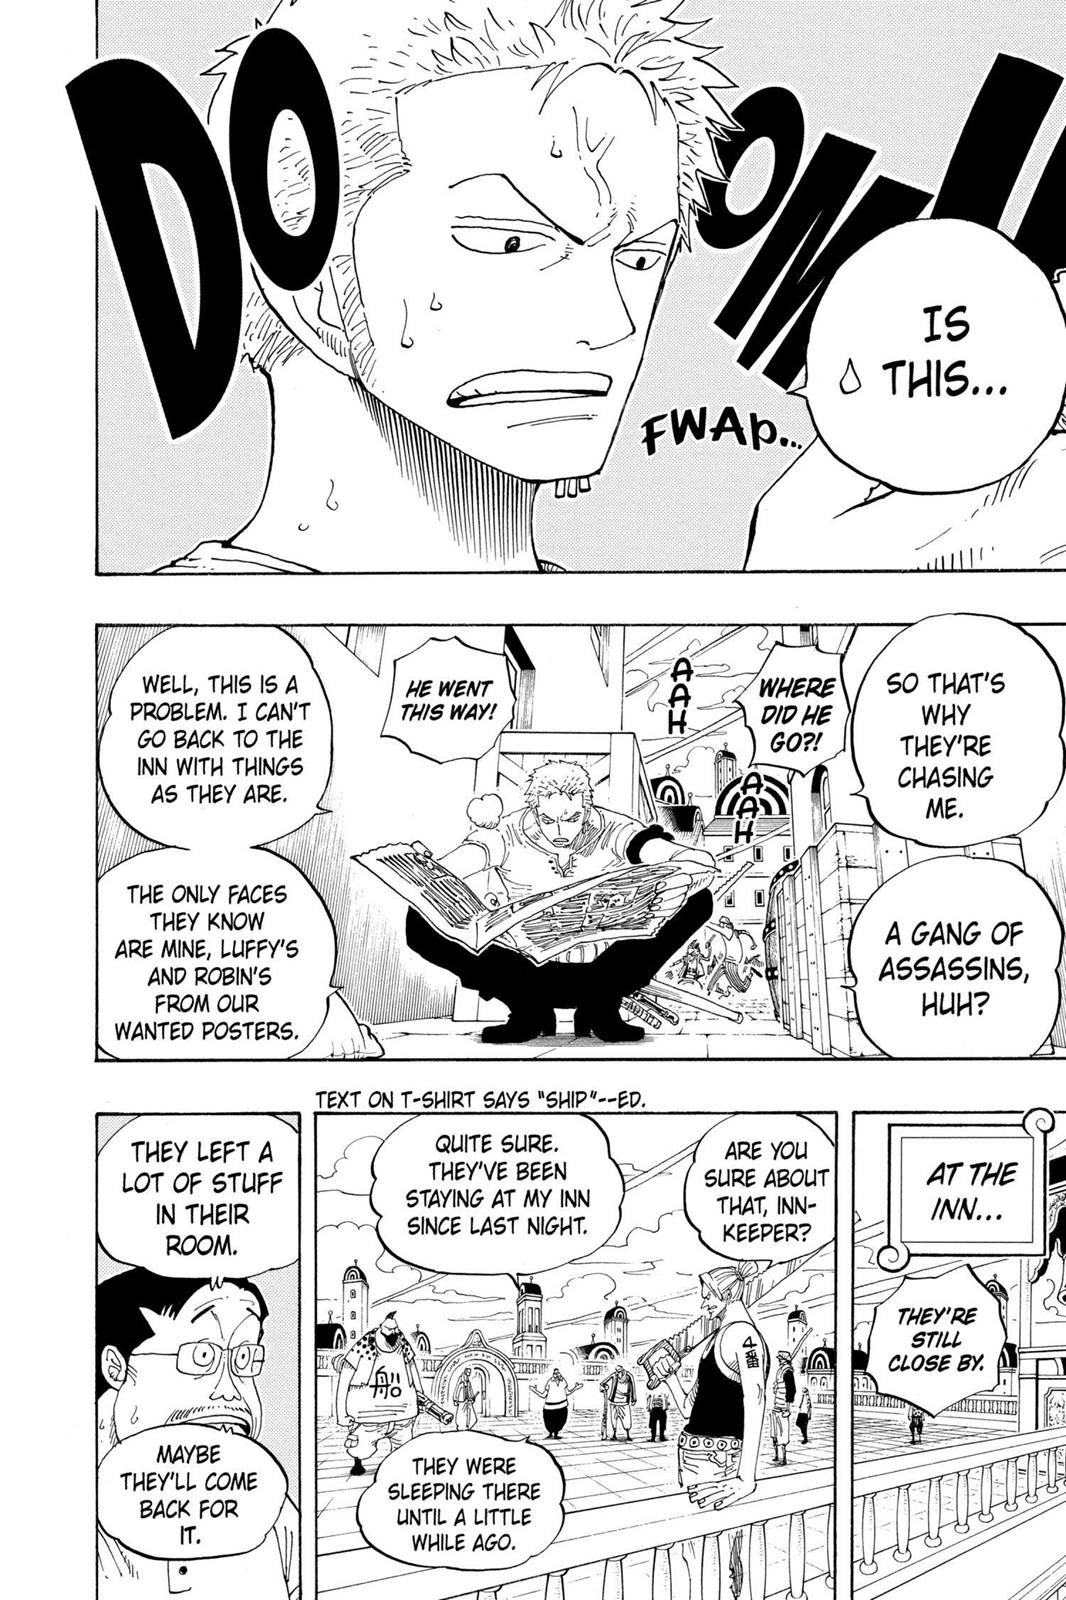 DOOM!!
IS
THIS...
FWAP...
SO THAT'S
WHY
THEY'RE
CHASING
ME.
A GANG OF
ASSASSINS,
HUH?
WHERE
DID HE
GO?!
AAH
AAH
HE WENT
THIS WAY!
WELL, THIS IS A
PROBLEM. I CAN'T
GO BACK TO THE
INN WITH THINGS
AS THEY ARE.
THE ONLY FACES
THEY KNOW
ARE MINE, LUFFY'S
AND ROBIN'S
FROM OUR
WANTED POSTERS.
TEXT ON T-SHIRT SAYS "SHIP"--ED.
AT THE
INN...
THEY'RE
STILL
CLOSE BY.
ARE YOU
SURE ABOUT
THAT, INN-
KEEPER?
4番
QUITE SURE.
THEY'VE BEEN
STAYING AT MY INN
SINCE LAST NIGHT.
船
THEY WERE
SLEEPING THERE
UNTIL A LITTLE
WHILE AGO.
THEY LEFT A
LOT OF STUFF
IN THEIR
ROOM.
MAYBE
THEY'LL COME
BACK FOR
IT.